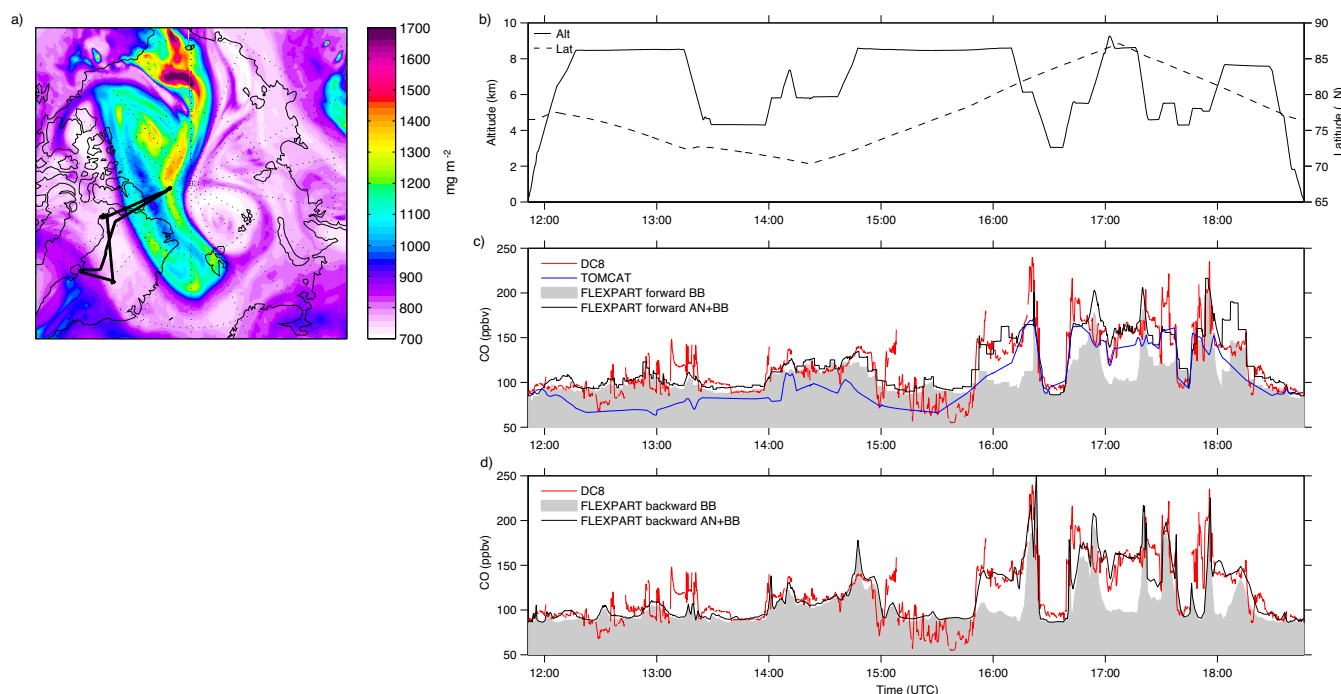 a)
1700
1600
1500
1400
1300
1200
1100
1000
900
800
700
mg m⁻²
b)
Alt
Lat
10
8
6
4
2
0
Altitude (km)
90
85
80
75
70
65
Latitude (° N)
12:00 13:00 14:00 15:00 16:00 17:00 18:00
c)
DC8
TOMCAT
FLEXPART forward BB
FLEXPART forward AN+BB
250
200
150
100
50
CO (ppbv)
12:00 13:00 14:00 15:00 16:00 17:00 18:00
d)
DC8
FLEXPART backward BB
FLEXPART backward AN+BB
250
200
150
100
50
CO (ppbv)
12:00 13:00 14:00 15:00 16:00 17:00 18:00
Time (UTC)